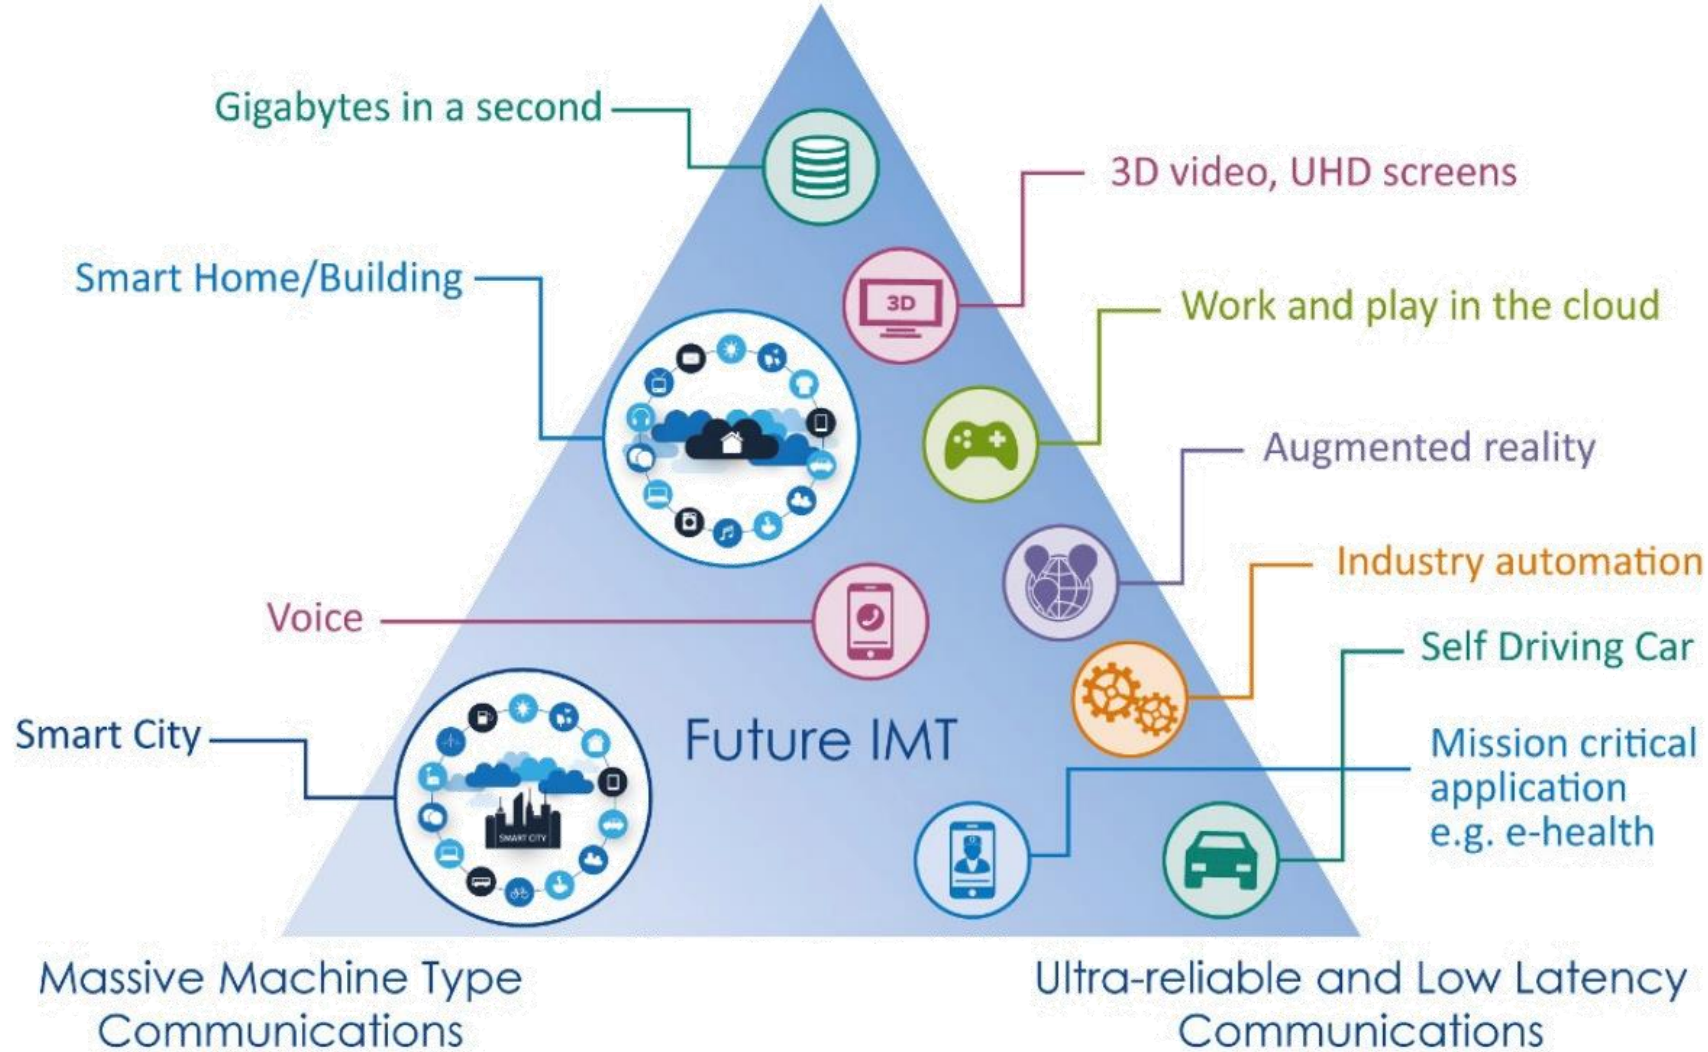 Gigabytes in a second
3D video, UHD screens
3D
Smart Home/Building
Work and play in the cloud
Augmented reality
Industry automation
Voice
Self Driving Car
Smart City
Future IMT
Mission critical
application
e.g. e-health
SMART CITY
Massive Machine Type
Communications
Ultra-reliable and Low Latency
Communications